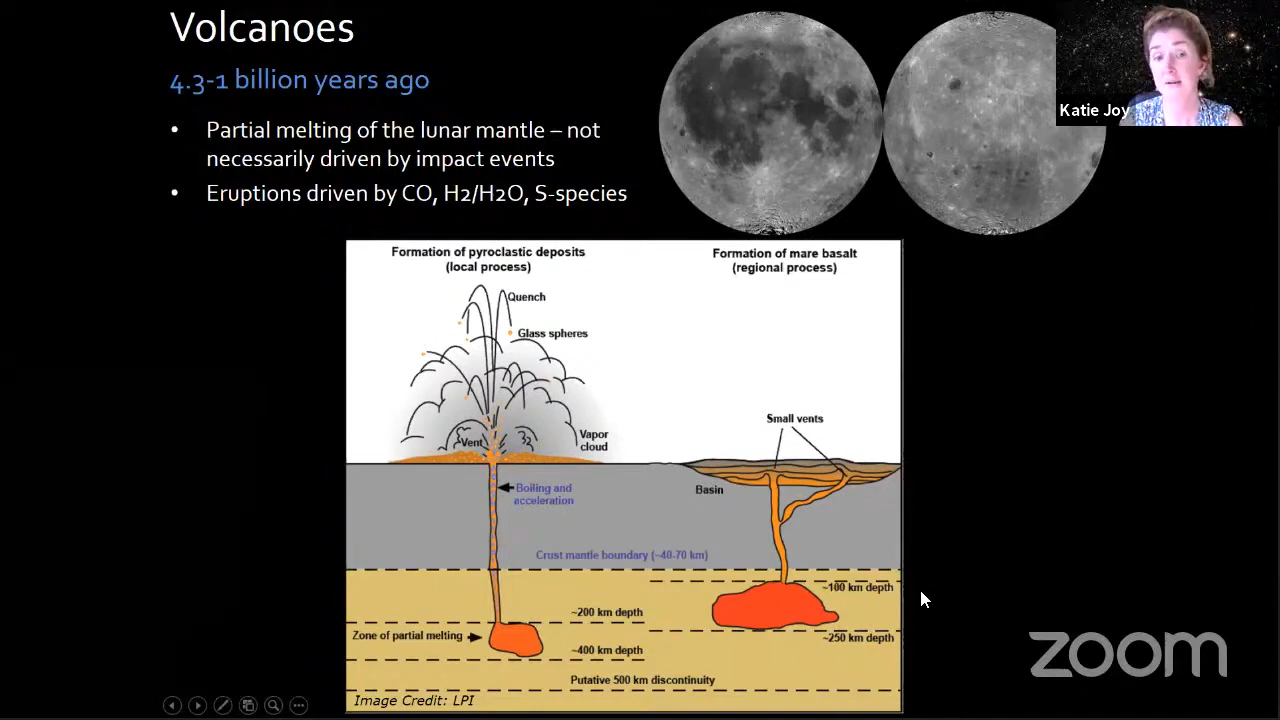 Volcanoes
4.3-1 billion years ago
• Partial melting of the lunar mantle – not
necessarily driven by impact events
• Eruptions driven by CO, H2/H2O, S-species
Katie Joy
Formation of pyroclastic deposits
(local process)
Formation of mare basalt
(regional process)
Quench
Glass spheres
Small vents
Vent
Vapor
cloud
Boiling and
acceleration
Basin
Crust mantle boundary (~40-70 km)
~100 km depth
~200 km depth
Zone of partial melting
~250 km depth
~400 km depth
Putative 500 km discontinuity
Image Credit: LPI
zoom